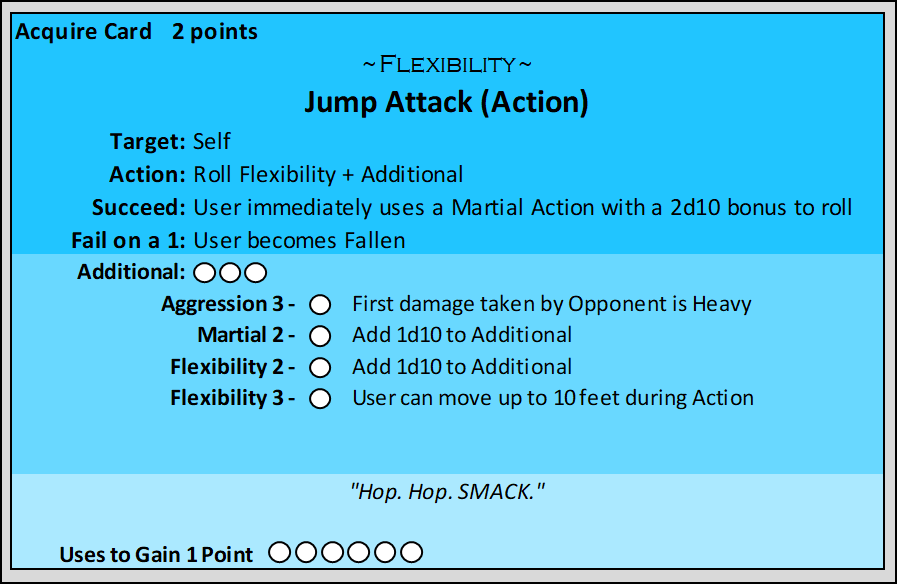 Acquire Card 2 points
~FLEXIBILITY~
Jump Attack (Action)
Target: Self
Action: Roll Flexibility + Additional
Succeed: User immediately uses a Martial Action with a 2d10 bonus to roll
Fail on a 1: User becomes Fallen
Additional:
Aggression 3 - First damage taken by Opponent is Heavy
Martial 2 - Add 1d10 to Additional
Flexibility 2 - Add 1d10 to Additional
Flexibility 3 - User can move up to 10 feet during Action
"Hop. Hop. SMACK."
Uses to Gain 1 Point